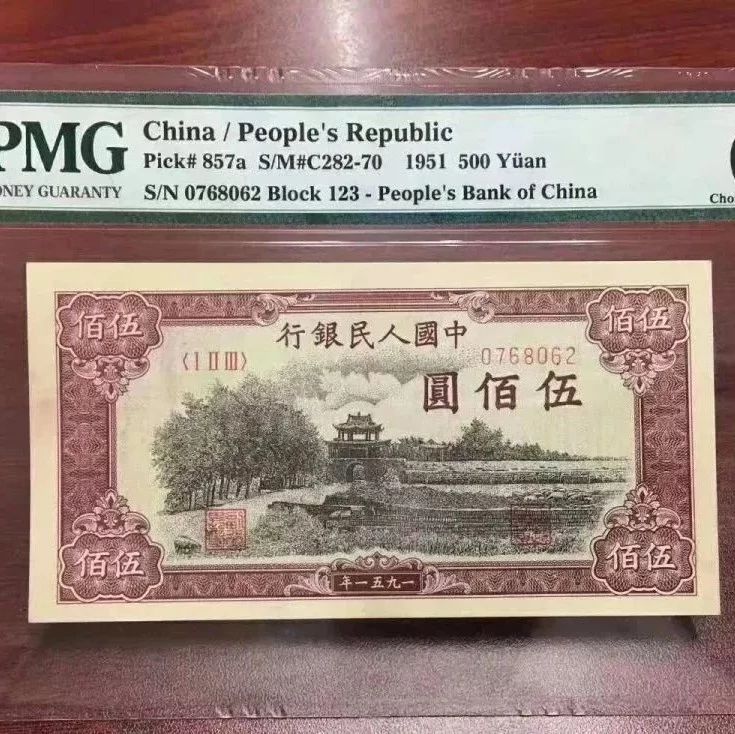 PMG
China / People's Republic
Pick# 857a S/M#C282-70 1951 500 Yüan
ONEY GUARANTY
S/N 0768062 Block 123 - People's Bank of China
Cho
行銀民人國中
佰伍
佰伍
〈I II III〉
0768062
圓佰伍
佰伍
佰伍
年一五九一